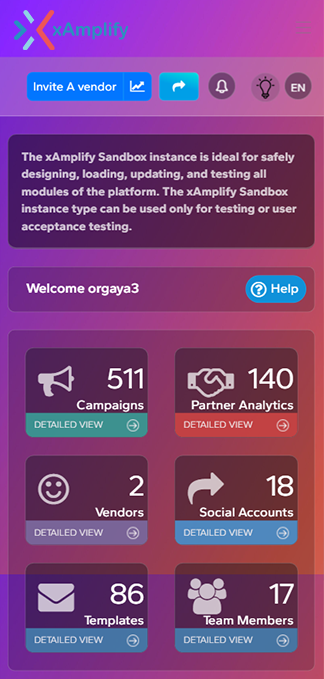 xAmplify
Invite A vendor
EN
The xAmplify Sandbox instance is ideal for safely
designing, loading, updating, and testing all
modules of the platform. The xAmplify Sandbox
instance type can be used only for testing or user
acceptance testing.
Welcome orgaya3
Help
511
Campaigns
DETAILED VIEW
140
Partner Analytics
DETAILED VIEW
2
Vendors
DETAILED VIEW
18
Social Accounts
DETAILED VIEW
86
Templates
DETAILED VIEW
17
Team Members
DETAILED VIEW